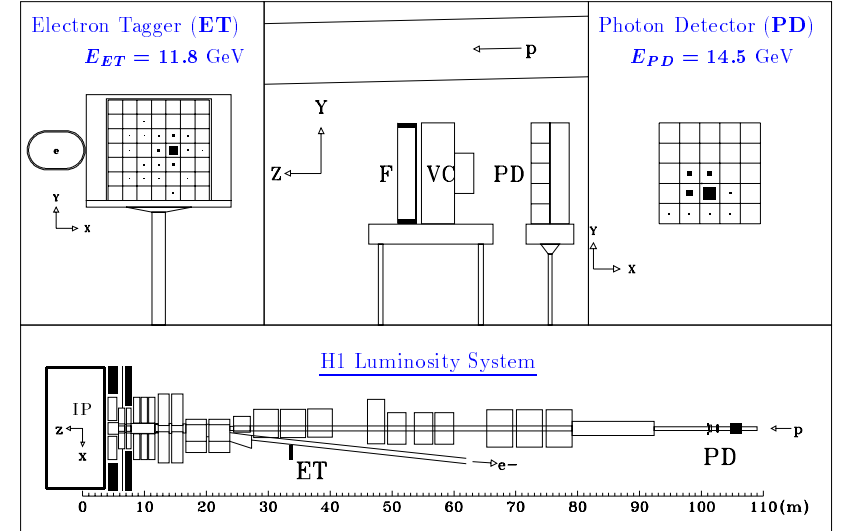 Electron Tagger (ET)
E_ET = 11.8 GeV
e
Y
X
p
Y
Z
F
VC
PD
Photon Detector (PD)
E_PD = 14.5 GeV
Y
X
H1 Luminosity System
IP
z
x
ET
e-
PD
p
0 10 20 30 40 50 60 70 80 90 100 110(m)